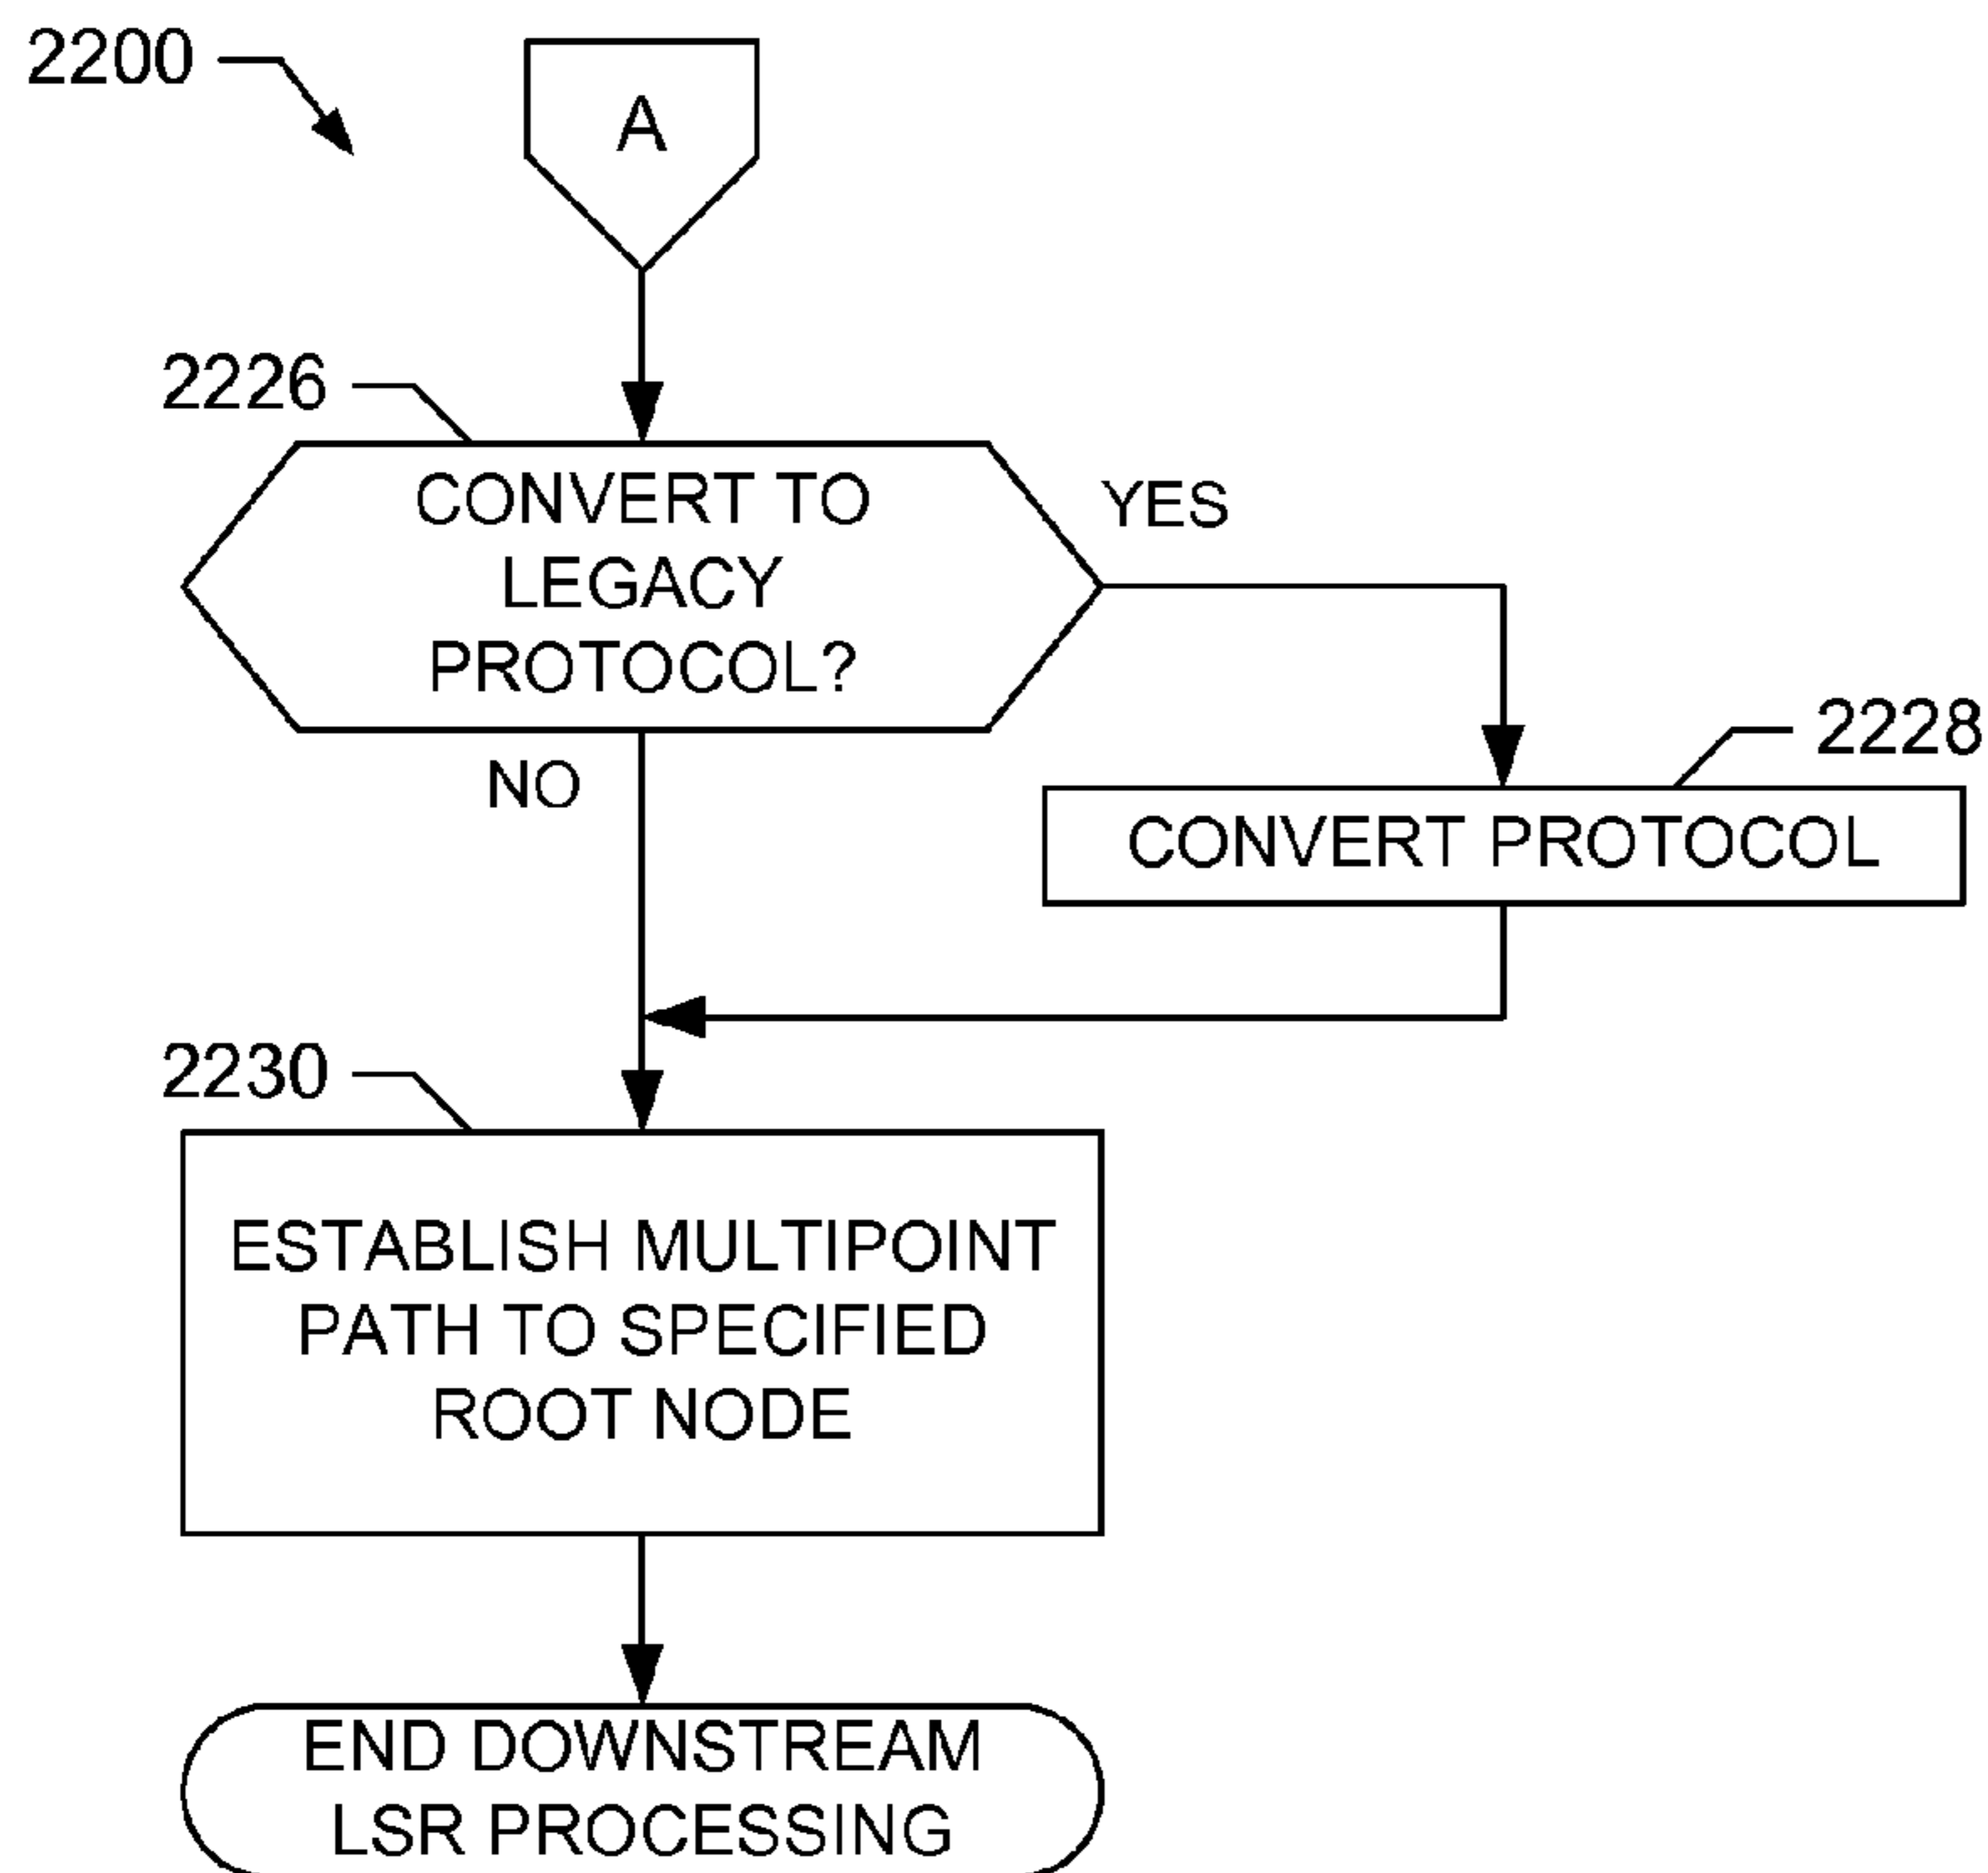 2200
A
2226
CONVERT TO
LEGACY
PROTOCOL?
YES
NO
2228
CONVERT PROTOCOL
2230
ESTABLISH MULTIPOINT
PATH TO SPECIFIED
ROOT NODE
END DOWNSTREAM
LSR PROCESSING